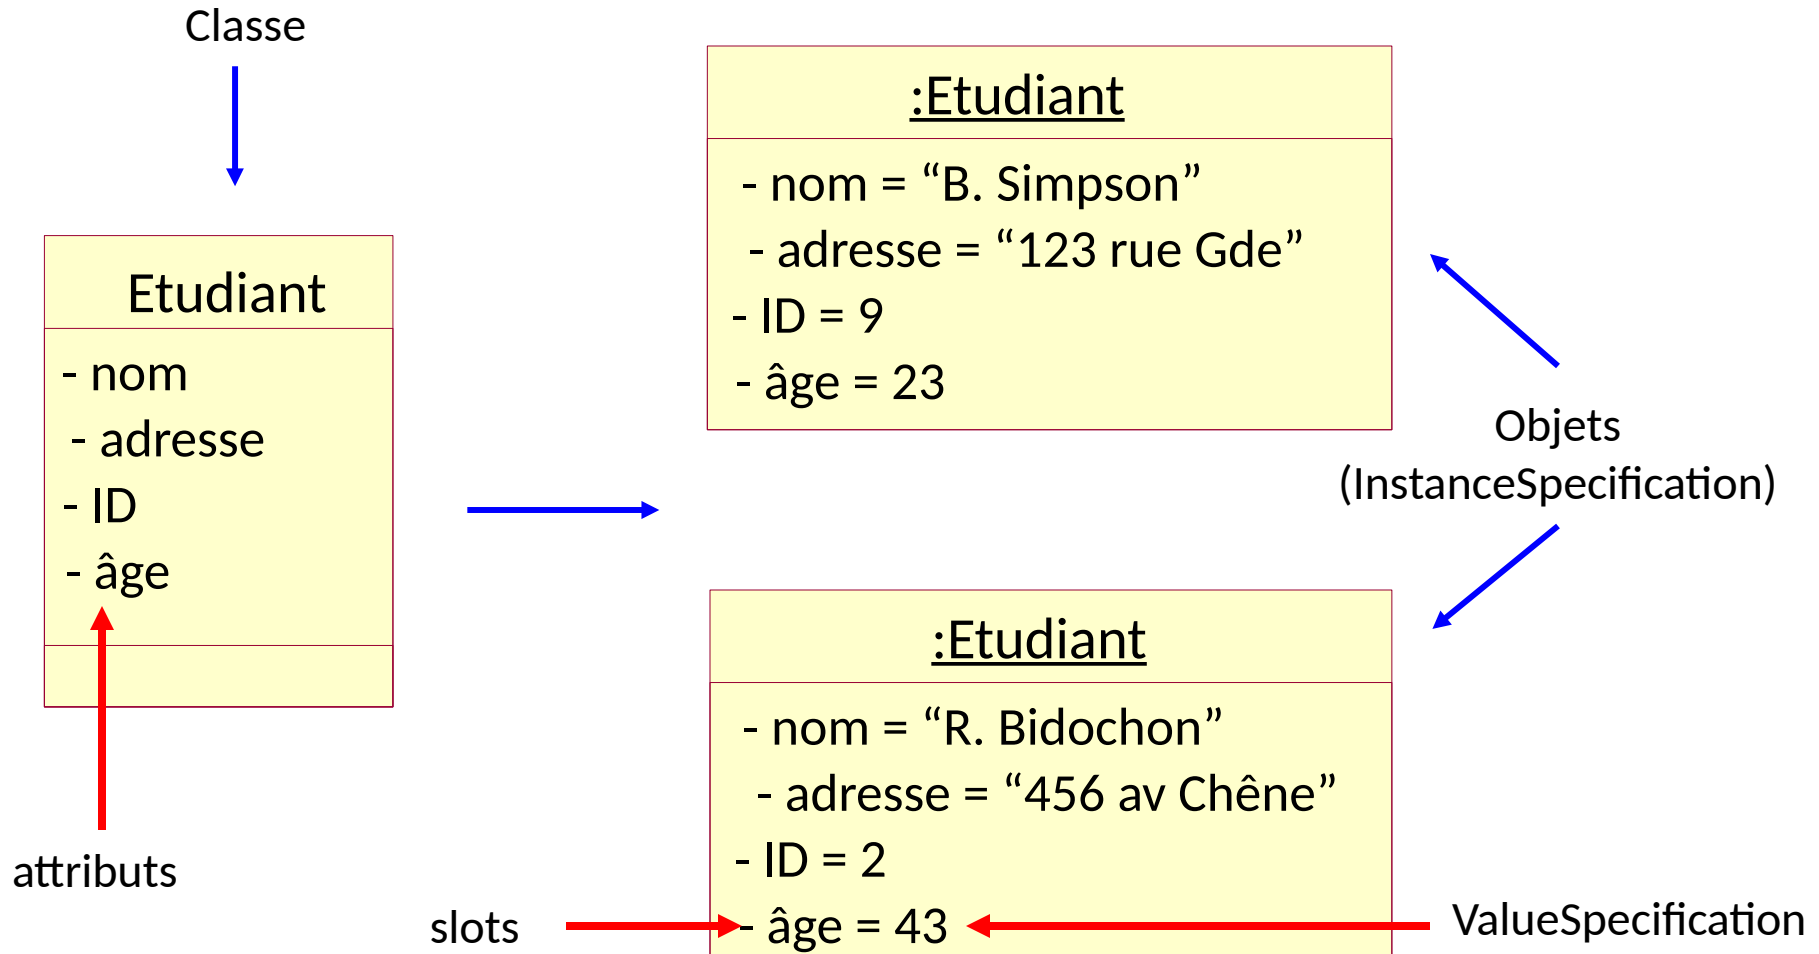 Classe
Etudiant
- nom
- adresse
- ID
- âge
attributs
:Etudiant
- nom = “B. Simpson”
- adresse = “123 rue Gde”
- ID = 9
- âge = 23
Objets
(InstanceSpecification)
:Etudiant
- nom = “R. Bidochon”
- adresse = “456 av Chêne”
- ID = 2
- âge = 43
slots
ValueSpecification